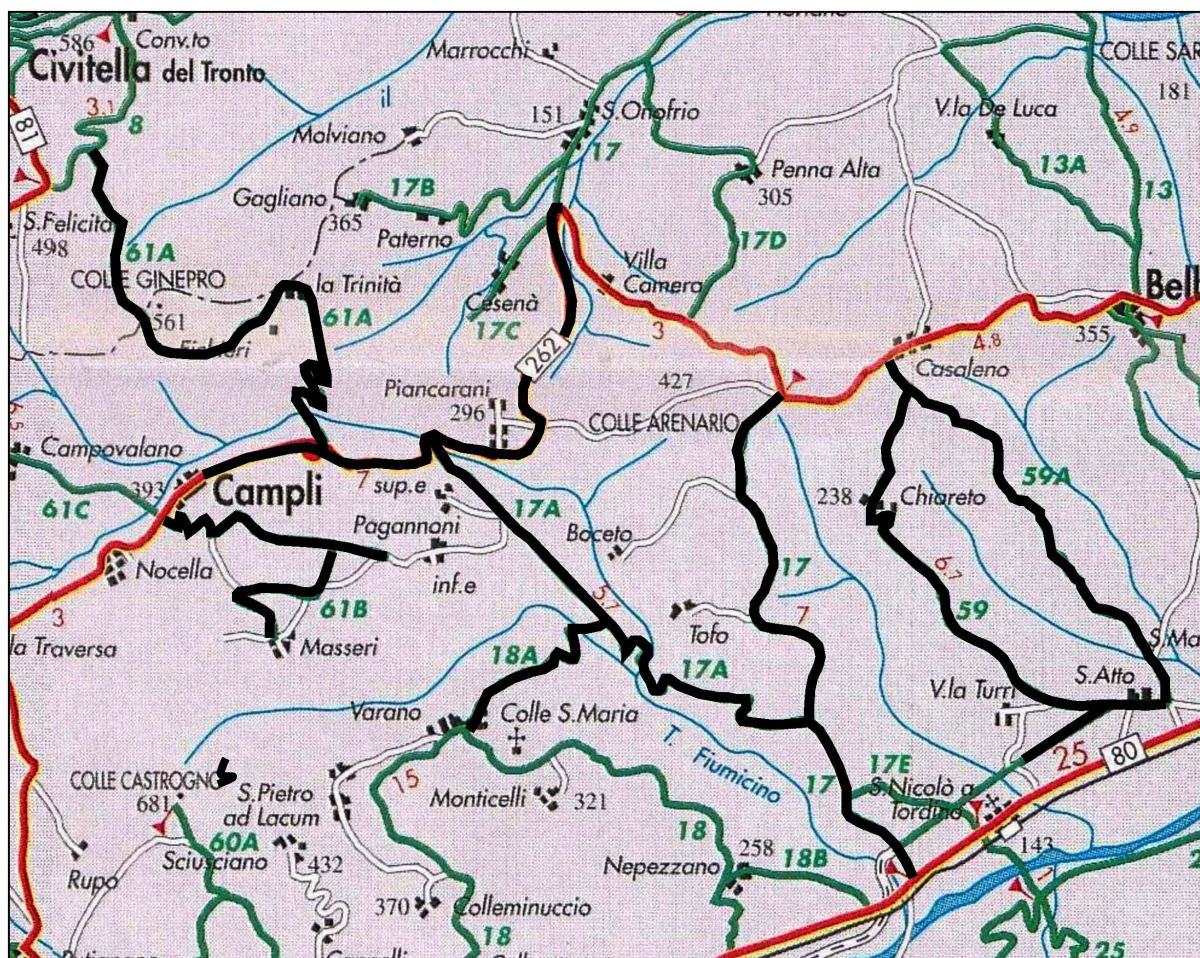 586
Conv.to
Civitella del Tronto
3.1
8
81
S.Felicita
498
il
Marrocchi
151
S.Onofrio
Molviano
17
Gagliano
17B
365
Paterno
Penna Alta
305
17D
COLLE SAR
181
V.la De Luca
4.9
13A
13
61A
COLLE GINEPRO
la Trinità
561
61A
Cesenà
17C
Villa
Camera
3
262
Bell
355
4.8
Casaleno
Piancarani
296
427
COLLE ARENARIO
Campovalano
393
Campli
7
sup.e
61C
Pagannoni
inf.e
17A
Boceto
238
Chiareto
59A
Nocella
3
la Traversa
61B
Masseri
5.7
17
7
6.7
59
Tofo
18A
17A
S.Ma
S.Atto
V.la Turri
Varano
Colle S.Maria
T. Fiumicino
17E
25
80
COLLE CASTROGNO
681
15
S.Pietro
ad Lacum
Monticelli
321
17
S.Nicolò a
Tordino
143
60A
Sciusciano
432
18
258
18B
Nepezzano
Rupo
370
Colleminuccio
18
25